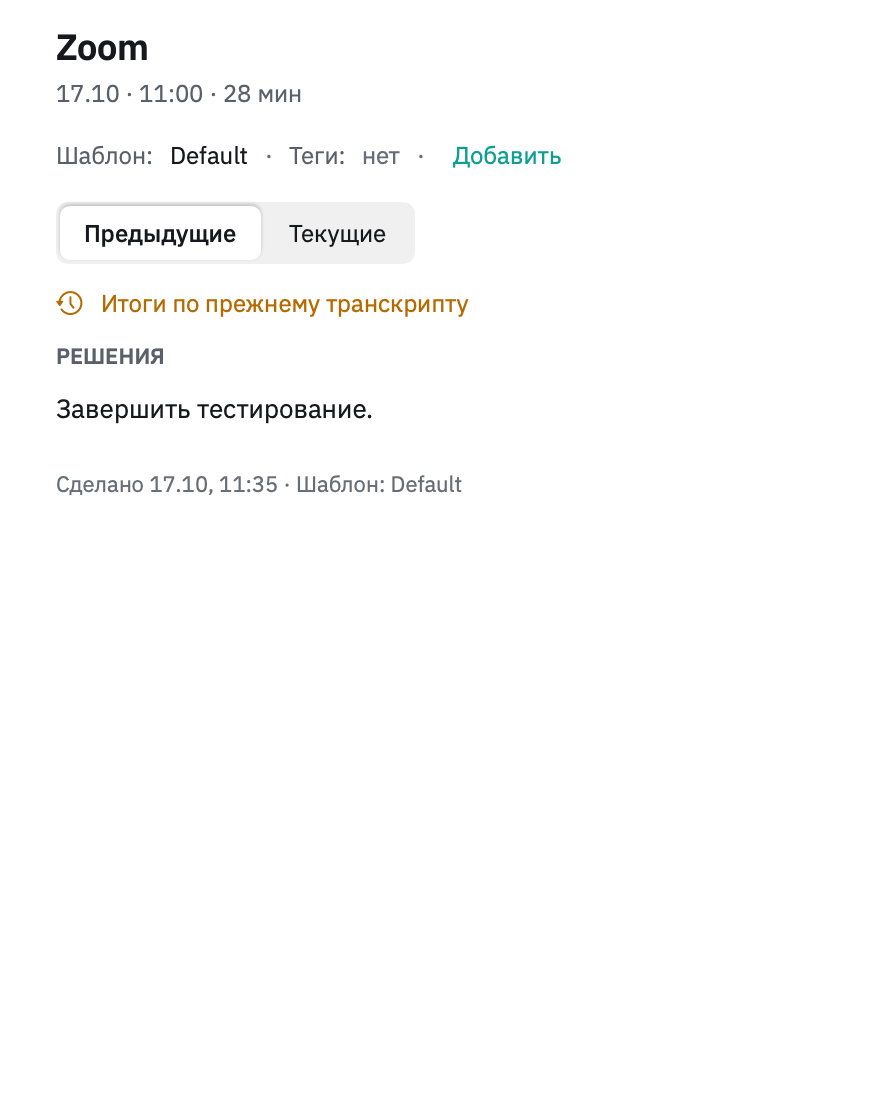 Zoom
17.10 · 11:00 · 28 мин
Шаблон: Default · Теги: нет · Добавить
Предыдущие Текущие
Итоги по прежнему транскрипту
РЕШЕНИЯ
Завершить тестирование.
Сделано 17.10, 11:35 · Шаблон: Default